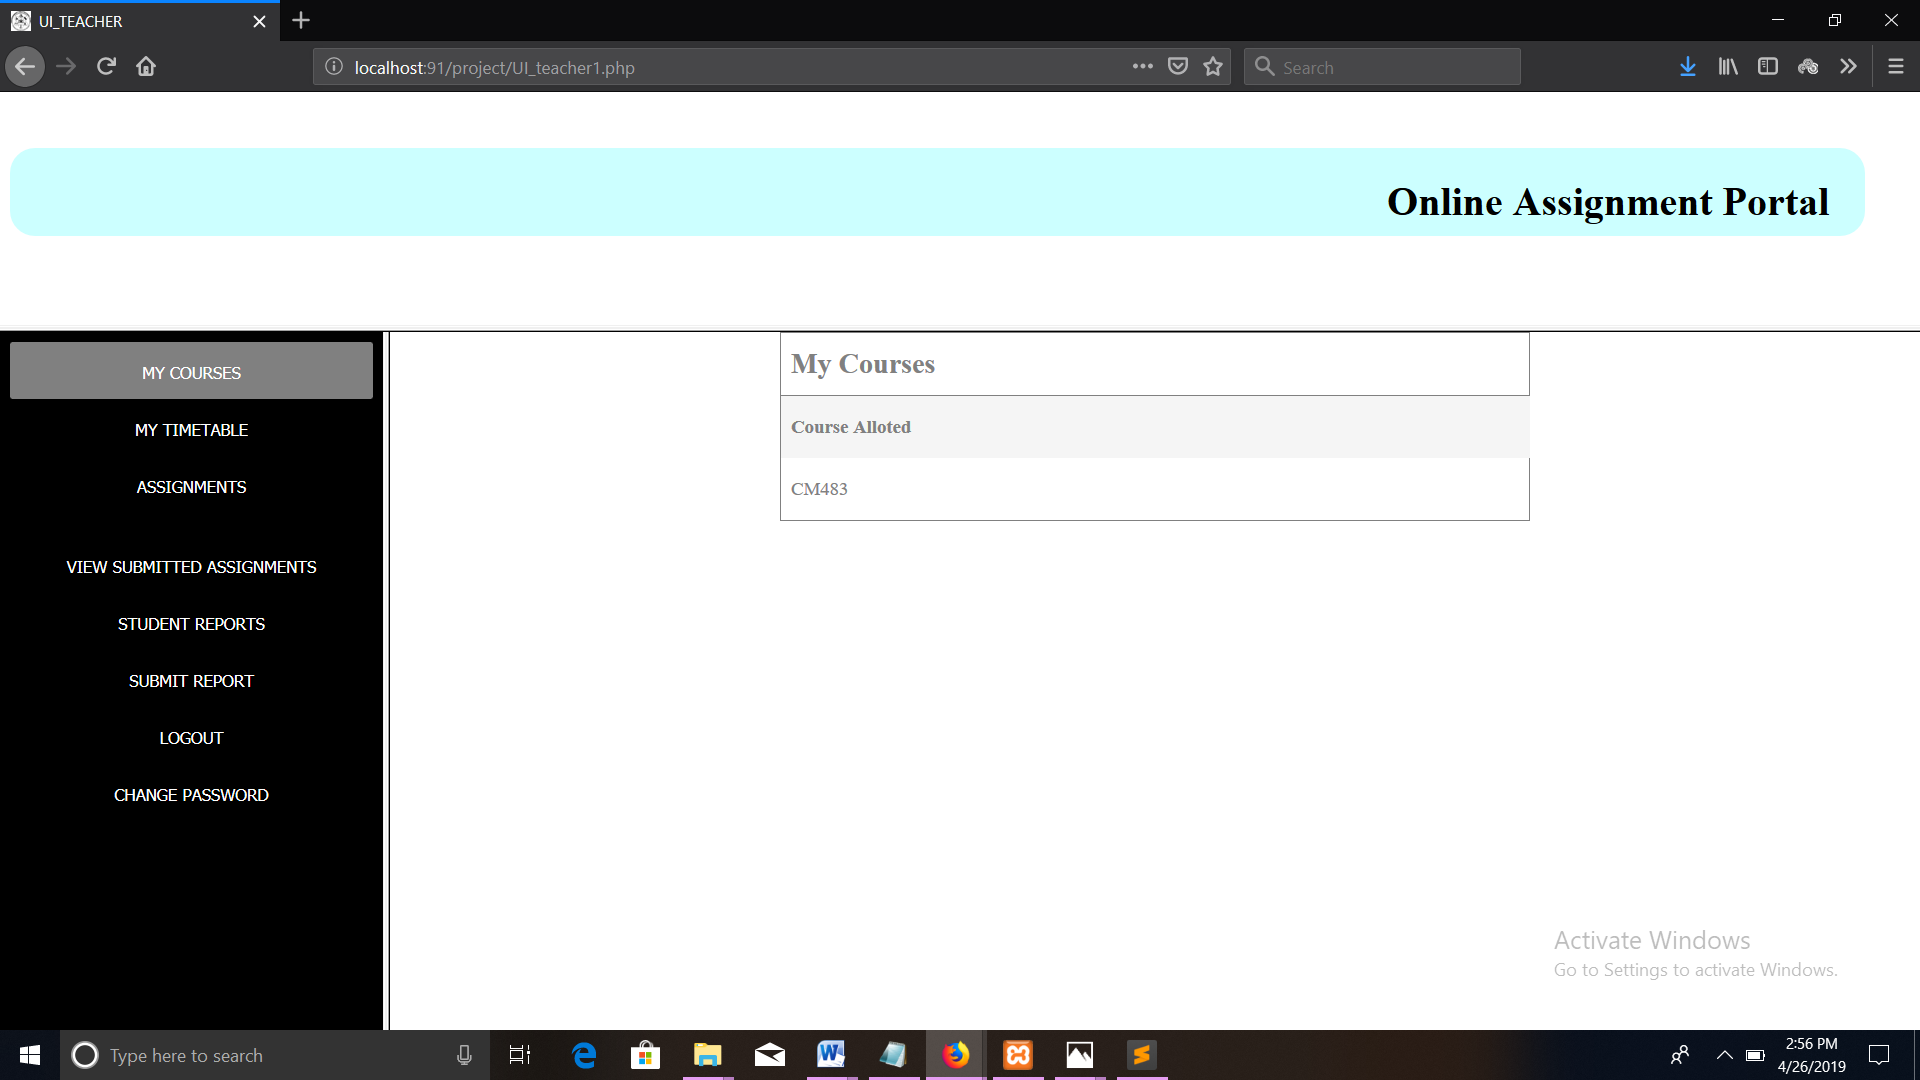 UI_TEACHER
localhost:91/project/UI_teacher1.php
Search
Online Assignment Portal
MY COURSES
MY TIMETABLE
ASSIGNMENTS
VIEW SUBMITTED ASSIGNMENTS
STUDENT REPORTS
SUBMIT REPORT
LOGOUT
CHANGE PASSWORD
My Courses
Course Alloted
CM483
Activate Windows
Go to Settings to activate Windows.
Type here to search
2:56 PM
4/26/2019